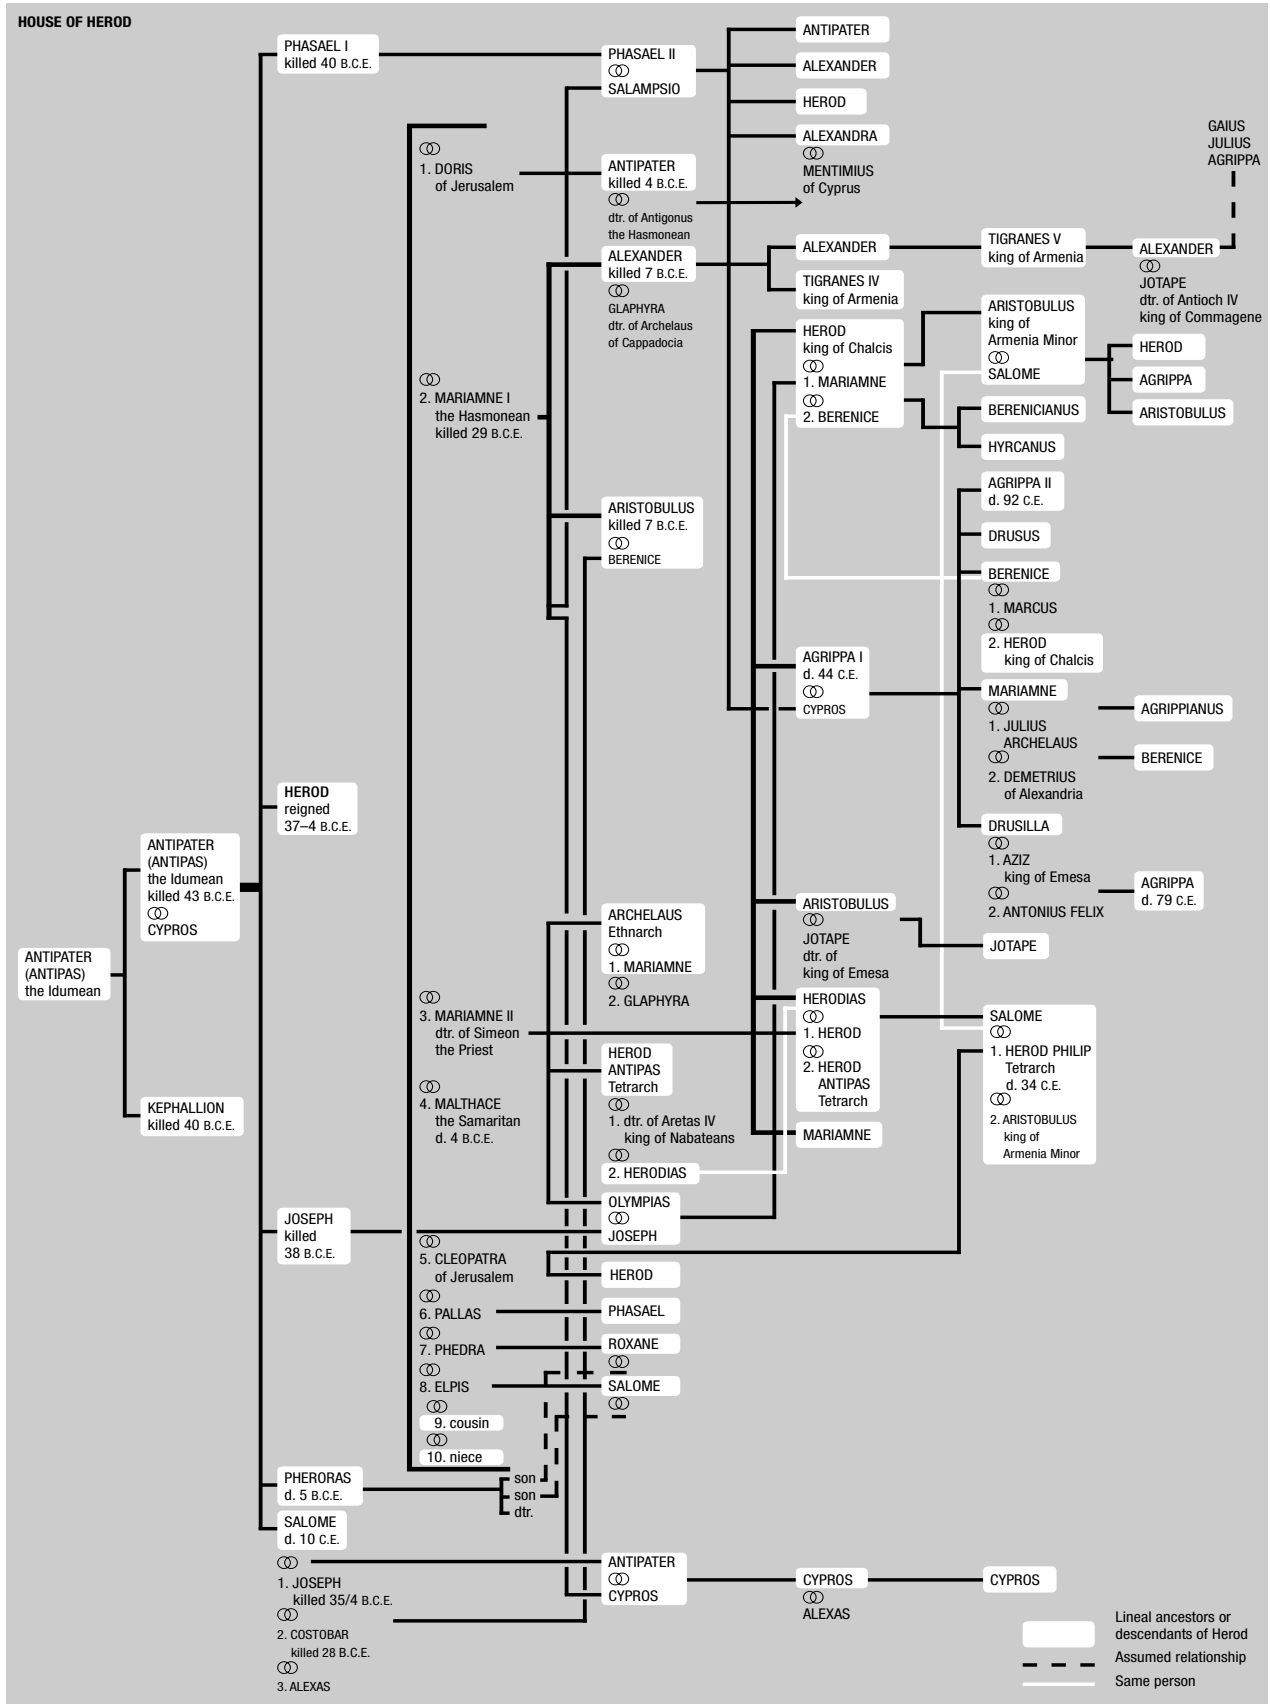 HOUSE OF HEROD
ANTIPATER
(ANTIPAS)
the Idumean
ANTIPATER
(ANTIPAS)
the Idumean
killed 43 B.C.E.
CYPROS
KEPHALLION
killed 40 B.C.E.
PHASAEL I
killed 40 B.C.E.
HEROD
reigned
37–4 B.C.E.
JOSEPH
killed
38 B.C.E.
PHERORAS
d. 5 B.C.E.
SALOME
d. 10 C.E.
1. JOSEPH
killed 35/4 B.C.E.
2. COSTOBAR
killed 28 B.C.E.
3. ALEXAS
1. DORIS
of Jerusalem
2. MARIAMNE I
the Hasmonean
killed 29 B.C.E.
3. MARIAMNE II
dtr. of Simeon
the Priest
4. MALTHACE
the Samaritan
d. 4 B.C.E.
5. CLEOPATRA
of Jerusalem
6. PALLAS
7. PHEDRA
8. ELPIS
9. cousin
10. niece
son
son
dtr.
PHASAEL II
SALAMPSIO
ANTIPATER
killed 4 B.C.E.
dtr. of Antigonus
the Hasmonean
ALEXANDER
killed 7 B.C.E.
GLAPHYRA
dtr. of Archelaus
of Cappadocia
ARISTOBULUS
killed 7 B.C.E.
BERENICE
ARCHELAUS
Ethnarch
1. MARIAMNE
2. GLAPHYRA
HEROD
ANTIPAS
Tetrarch
1. dtr. of Aretas IV
king of Nabateans
2. HERODIAS
OLYMPIAS
JOSEPH
HEROD
PHASAEL
ROXANE
SALOME
ANTIPATER
CYPROS
ANTIPATER
ALEXANDER
HEROD
ALEXANDRA
MENTIMIUS
of Cyprus
ALEXANDER
TIGRANES IV
king of Armenia
HEROD
king of Chalcis
1. MARIAMNE
2. BERENICE
AGRIPPA I
d. 44 C.E.
CYPROS
ARISTOBULUS
JOTAPE
dtr. of
king of Emesa
HERODIAS
1. HEROD
2. HEROD
ANTIPAS
Tetrarch
MARIAMNE
CYPROS
ALEXAS
TIGRANES V
king of Armenia
ARISTOBULUS
king of
Armenia Minor
SALOME
BERENICIANUS
HYRCANUS
AGRIPPA II
d. 92 C.E.
DRUSUS
BERENICE
1. MARCUS
2. HEROD
king of Chalcis
MARIAMNE
1. JULIUS
ARCHELAUS
2. DEMETRIUS
of Alexandria
DRUSILLA
1. AZIZ
king of Emesa
2. ANTONIUS FELIX
JOTAPE
SALOME
1. HEROD PHILIP
Tetrarch
d. 34 C.E.
2. ARISTOBULUS
king of
Armenia Minor
CYPROS
GAIUS
JULIUS
AGRIPPA
ALEXANDER
JOTAPE
dtr. of Antioch IV
king of Commagene
HEROD
AGRIPPA
ARISTOBULUS
AGRIPPIANUS
BERENICE
AGRIPPA
d. 79 C.E.
Lineal ancestors or
descendants of Herod
Assumed relationship
Same person